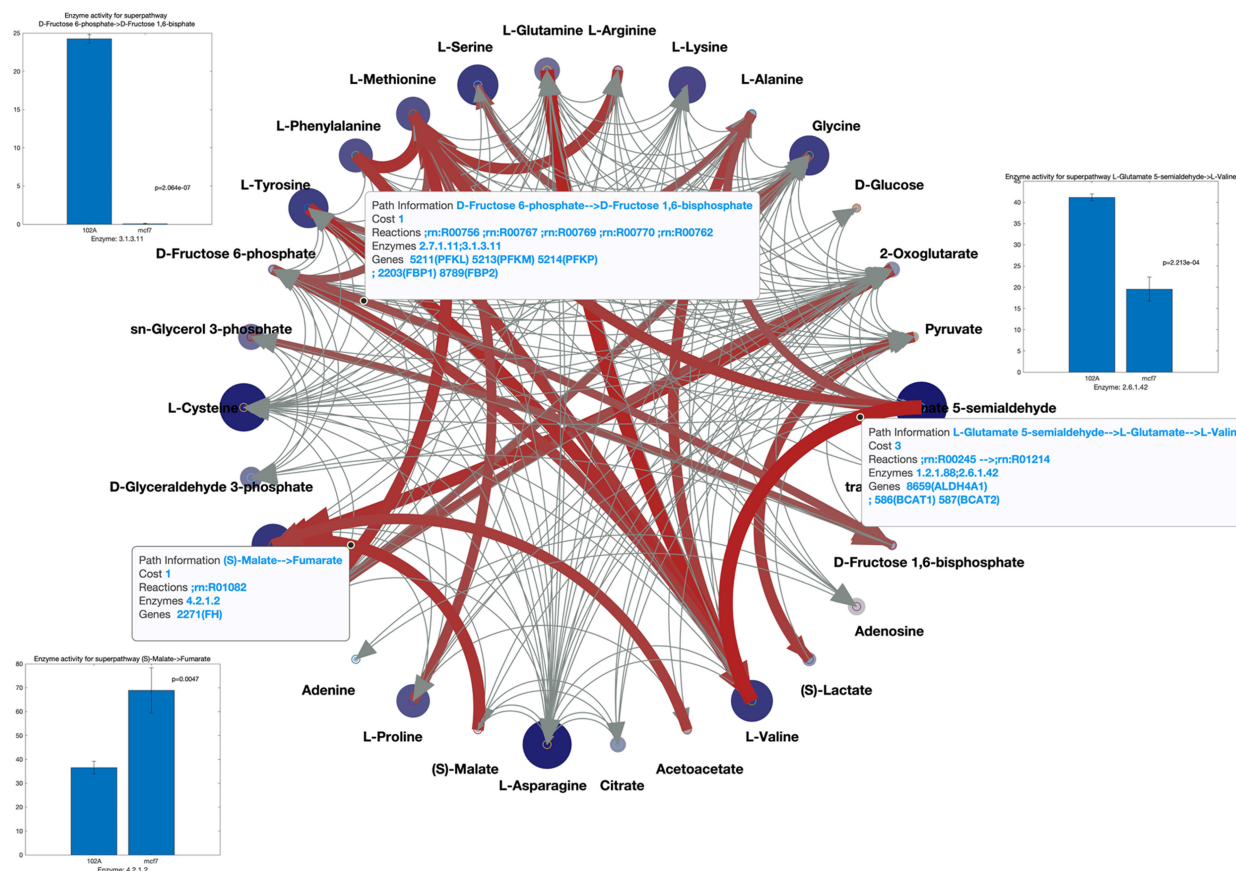 Enzyme activity for superpathway
D-Fructose 6-phosphate->D-Fructose 1,6-bisphate
25
20
15
10
5
0
p=2.064e-07
102A
mcf7
Enzyme: 3.1.3.11
L-Glutamine
L-Arginine
L-Serine
L-Lysine
L-Methionine
L-Alanine
L-Phenylalanine
Glycine
L-Tyrosine
D-Glucose
D-Fructose 6-phosphate
2-Oxoglutarate
sn-Glycerol 3-phosphate
Pyruvate
L-Cysteine
mate 5-semialdehyde
D-Glyceraldehyde 3-phosphate
tra
D-Fructose 1,6-bisphosphate
Adenosine
Adenine
(S)-Lactate
L-Proline
L-Valine
(S)-Malate
Acetoacetate
L-Asparagine
Citrate
Path Information D-Fructose 6-phosphate-->D-Fructose 1,6-bisphosphate
Cost 1
Reactions ;rn:R00756 ;rn:R00767 ;rn:R00769 ;rn:R00770 ;rn:R00762
Enzymes 2.7.1.11;3.1.3.11
Genes 5211(PFKL) 5213(PFKM) 5214(PFKP)
; 2203(FBP1) 8789(FBP2)
Enzyme activity for superpathway L-Glutamate 5-semialdehyde->L-Valine
40
35
30
25
20
15
10
5
0
p=2.213e-04
102A
mcf7
Enzyme: 2.6.1.42
Path Information L-Glutamate 5-semialdehyde-->L-Glutamate-->L-Valin
Cost 3
Reactions ;rn:R00245 -->;rn:R01214
Enzymes 1.2.1.88;2.6.1.42
Genes 8659(ALDH4A1)
; 586(BCAT1) 587(BCAT2)
Path Information (S)-Malate-->Fumarate
Cost 1
Reactions ;rn:R01082
Enzymes 4.2.1.2
Genes 2271(FH)
Enzyme activity for superpathway (S)-Malate->Fumarate
80
70
60
50
40
30
20
10
0
p=0.0047
102A
mcf7
Enzyme: 4.2.1.2